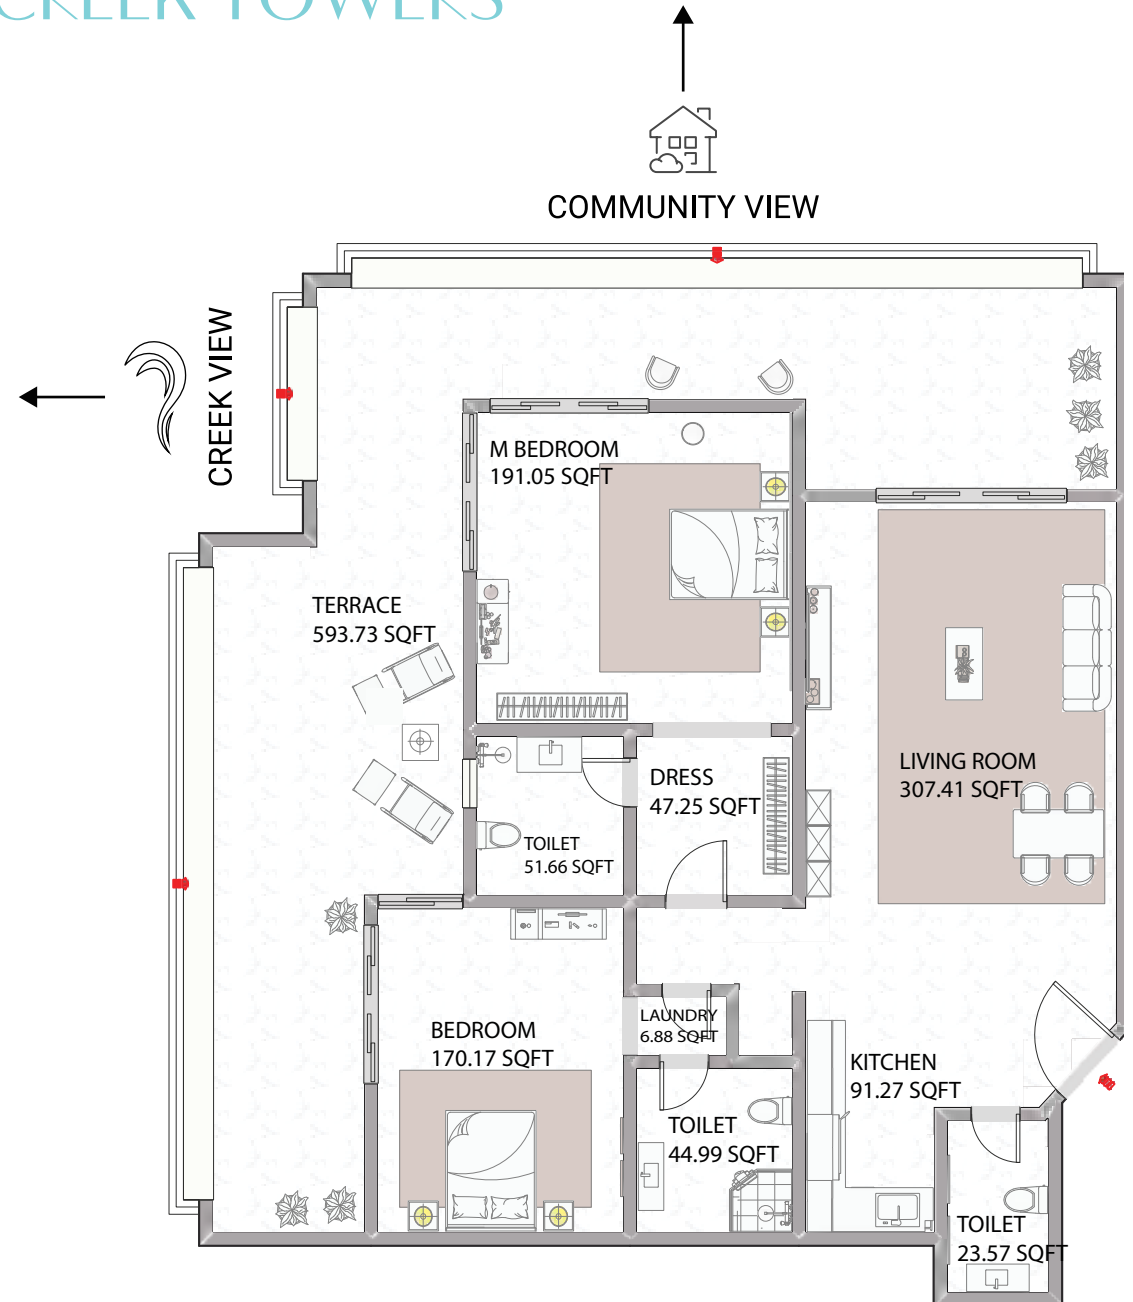 CREEK TOWERS
COMMUNITY VIEW
CREEK VIEW
M BEDROOM
191.05 SQFT
TERRACE
593.73 SQFT
LIVING ROOM
307.41 SQFT
DRESS
47.25 SQFT
TOILET
51.66 SQFT
LAUNDRY
6.88 SQFT
BEDROOM
170.17 SQFT
KITCHEN
91.27 SQFT
TOILET
44.99 SQFT
TOILET
23.57 SQFT